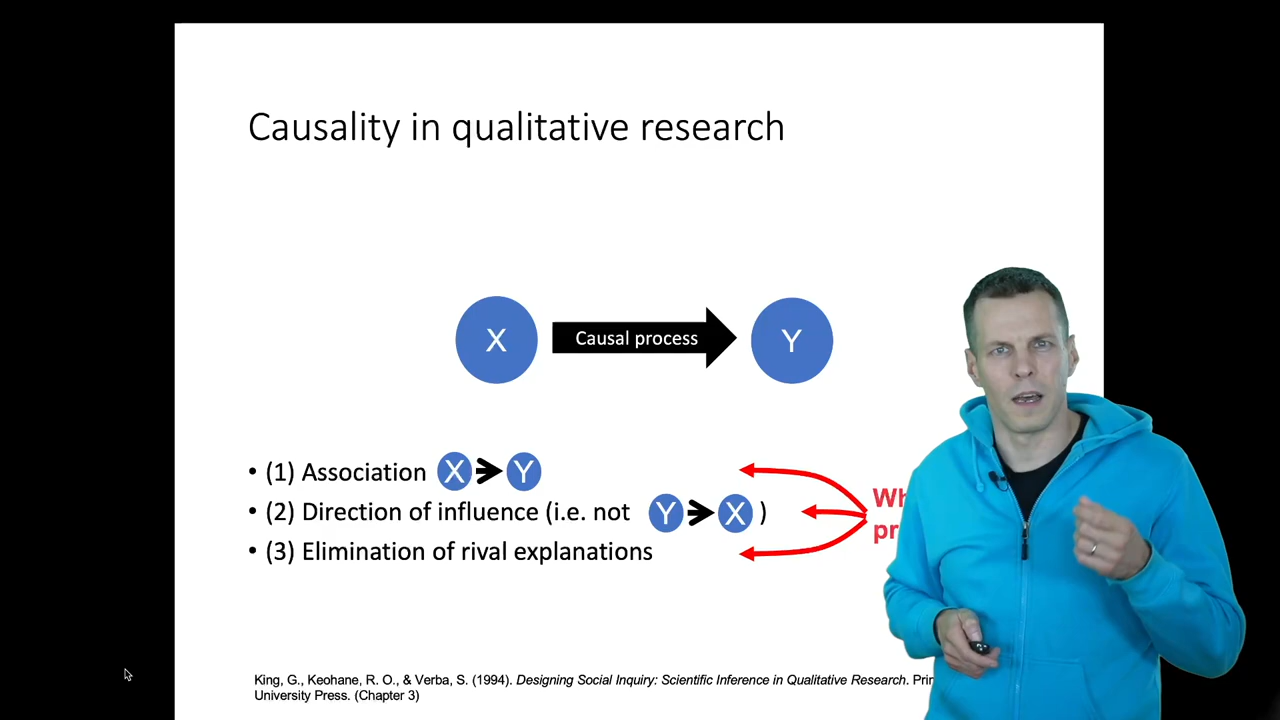 Causality in qualitative research
X Causal process Y
• (1) Association X Y
• (2) Direction of influence (i.e. not Y X )
• (3) Elimination of rival explanations
King, G., Keohane, R. O., & Verba, S. (1994). Designing Social Inquiry: Scientific Inference in Qualitative Research.
University Press. (Chapter 3)